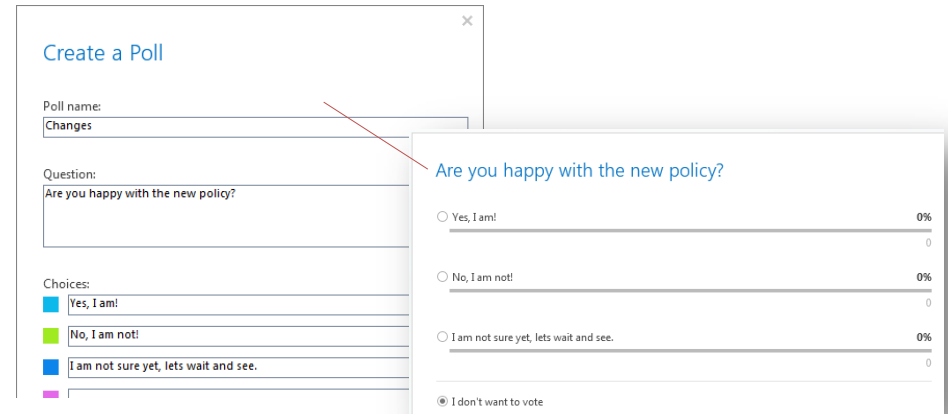 Create a Poll
Poll name:
Changes
Question:
Are you happy with the new policy?
Choices:
Yes, I am!
No, I am not!
I am not sure yet, lets wait and see.
Are you happy with the new policy?
Yes, I am! 0%
0
No, I am not! 0%
0
I am not sure yet, lets wait and see. 0%
0
I don't want to vote